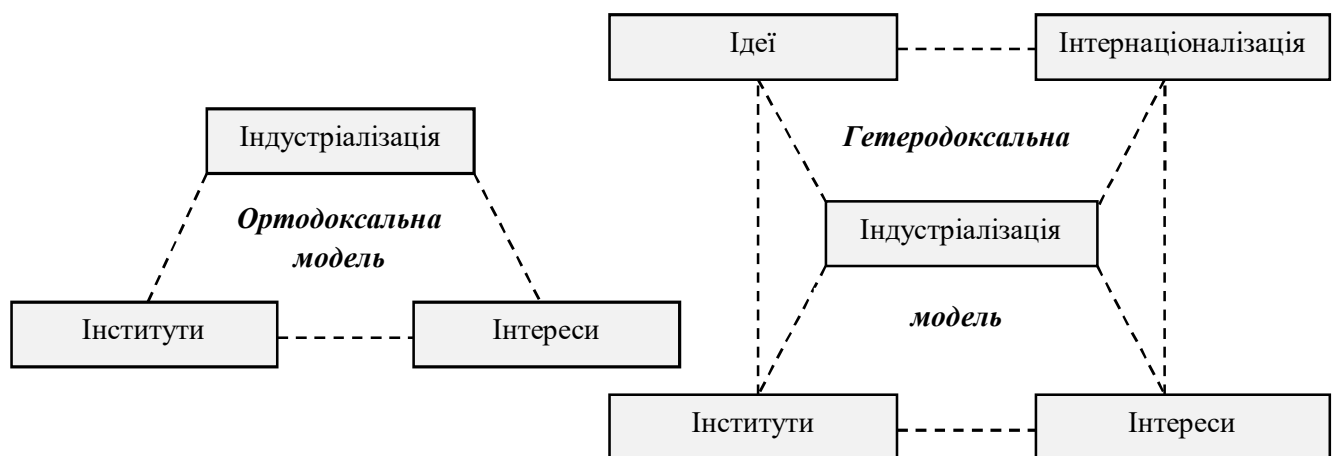 Індустріалізація
Ортодоксальна
модель
Інститути
Інтереси
Ідеї
Інтернаціоналізація
Гетеродоксальна
Індустріалізація
модель
Інститути
Інтереси